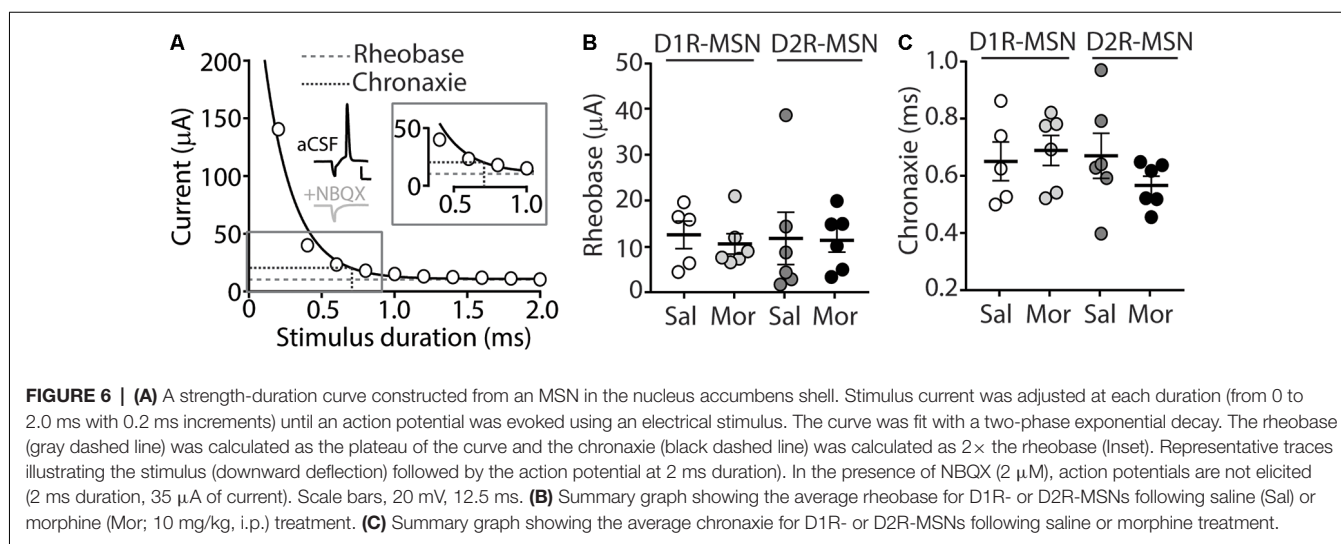 A
200
150
100
50
0
Current (μA)
Rheobase
Chronaxie
aCSF
+NBQX
50
0
0.5 1.0
0 0.5 1.0 1.5 2.0
Stimulus duration (ms)
B
D1R-MSN D2R-MSN
50
40
30
20
10
0
Rheobase (μA)
Sal Mor Sal Mor
C
D1R-MSN D2R-MSN
1.0
0.8
0.6
0.4
0.2
Chronaxie (ms)
Sal Mor Sal Mor
FIGURE 6 | (A) A strength-duration curve constructed from an MSN in the nucleus accumbens shell. Stimulus current was adjusted at each duration (from 0 to
2.0 ms with 0.2 ms increments) until an action potential was evoked using an electrical stimulus. The curve was fit with a two-phase exponential decay. The rheobase
(gray dashed line) was calculated as the plateau of the curve and the chronaxie (black dashed line) was calculated as 2× the rheobase (Inset). Representative traces
illustrating the stimulus (downward deflection) followed by the action potential at 2 ms duration). In the presence of NBQX (2 μM), action potentials are not elicited
(2 ms duration, 35 μA of current). Scale bars, 20 mV, 12.5 ms. (B) Summary graph showing the average rheobase for D1R- or D2R-MSNs following saline (Sal) or
morphine (Mor; 10 mg/kg, i.p.) treatment. (C) Summary graph showing the average chronaxie for D1R- or D2R-MSNs following saline or morphine treatment.